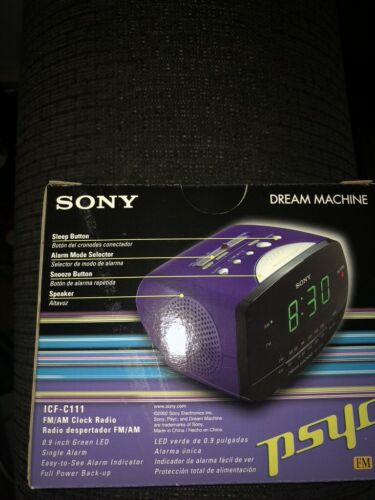 SONY
DREAM MACHINE
Sleep Button
Botón del cronodes conectador
Alarm Mode Selector
Selector de modo de alarma
Snooze Button
Botón de alarma repetida
Speaker
Altavoz
SONY
8:30
ICF-C111
FM/AM Clock Radio
Radio despertador FM/AM
0.9 inch Green LED
Single Alarm
Easy-to-See Alarm Indicator
Full Power Back-up
www.sony.com
©2002 Sony Electronics Inc.
Sony, Psyc, and Dream Machine
are trademarks of Sony.
Made in China / Hecho en China.
LED verde de 0.9 pulgadas
Alarma única
Indicador de alarma fácil de ver
Protección total de alimentación
psyc
FM